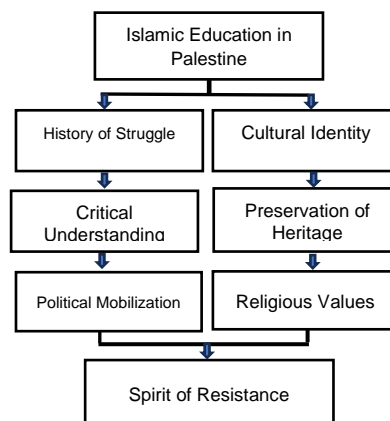 Islamic Education in
Palestine
History of Struggle
Cultural Identity
Critical
Understanding
Preservation of
Heritage
Political Mobilization
Religious Values
Spirit of Resistance